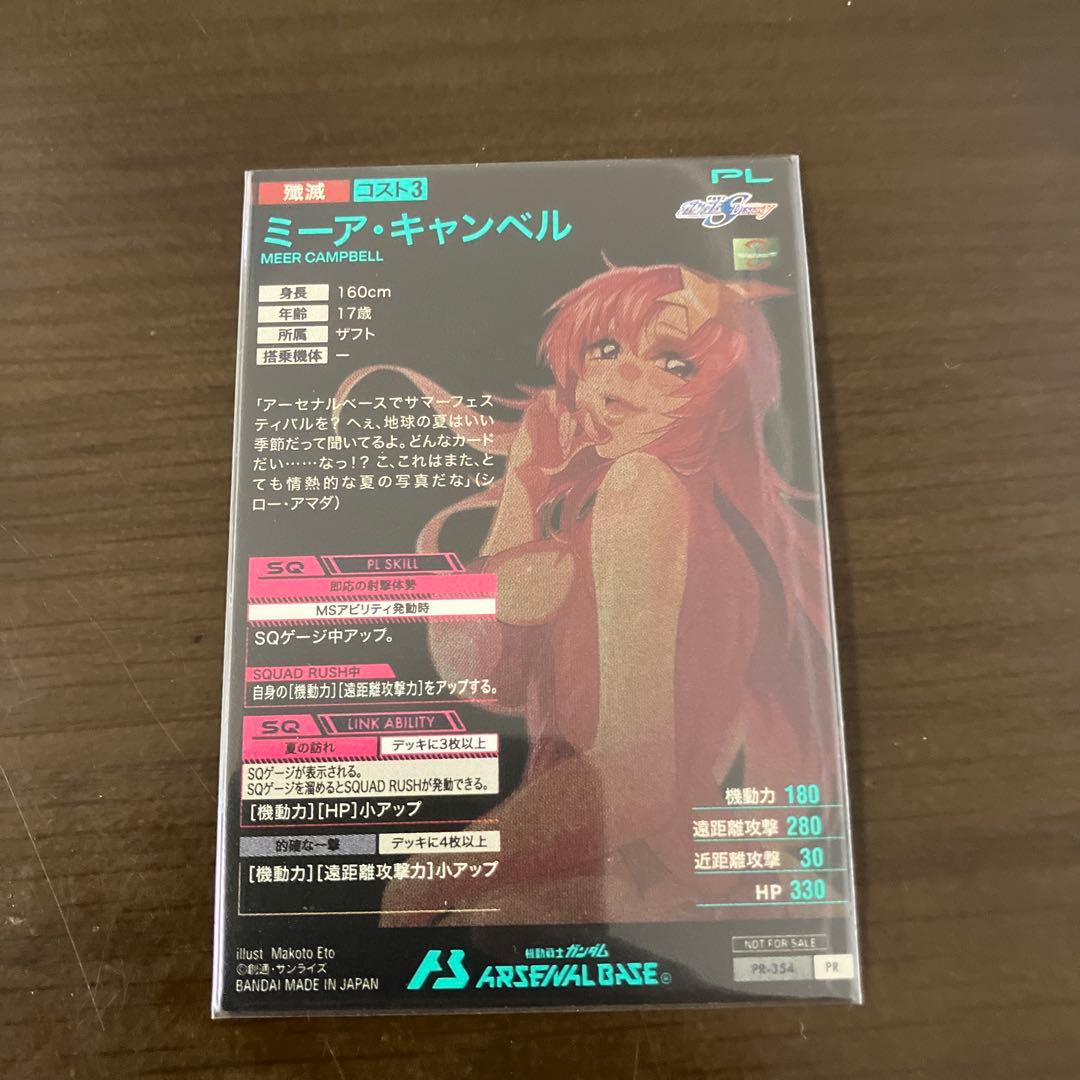 PL
殲滅 コスト3
ミーア・キャンベル
MEER CAMPBELL
身長 160cm
年齢 17歳
所属 ザフト
搭乗機体 ー
「アーセナルベースでサマーフェス
ティバルを? へぇ、地球の夏はいい
季節だって聞いてるよ。どんなカード
だい……なっ!? こ、これはまた、と
ても情熱的な夏の写真だな」(シ
ロー・アマダ)
SQ PL SKILL
即応の射撃体勢
MSアビリティ発動時
SQゲージ中アップ。
SQUAD RUSH中
自身の[機動力][遠距離攻撃力]をアップする。
SQ LINK ABILITY
夏の訪れ デッキに3枚以上
SQゲージが表示される。
SQゲージを溜めるとSQUAD RUSHが発動できる。
[機動力][HP]小アップ
的確な一撃 デッキに4枚以上
[機動力][遠距離攻撃力]小アップ
機動力 180
遠距離攻撃 280
近距離攻撃 30
HP 330
illust Makoto Eto
©創通・サンライズ
BANDAI MADE IN JAPAN
機動戦士ガンダム
ARSENAL BASE
NOT FOR SALE
PR-354 PR